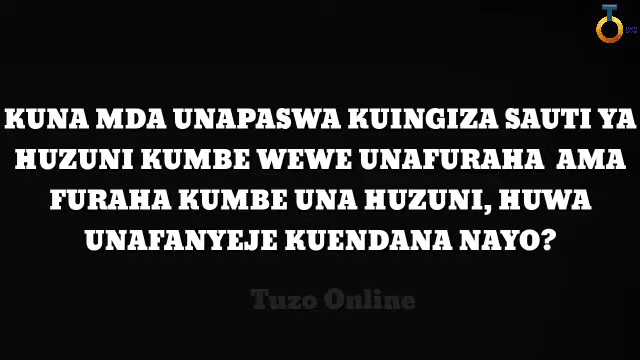 KUNA MDA UNAPASWA KUINGIZA SAUTI YA
HUZUNI KUMBE WEWE UNAFURAHA AMA
FURAHA KUMBE UNA HUZUNI, HUWA
UNAFANYEJE KUENDANA NAYO?
Tuzo Online